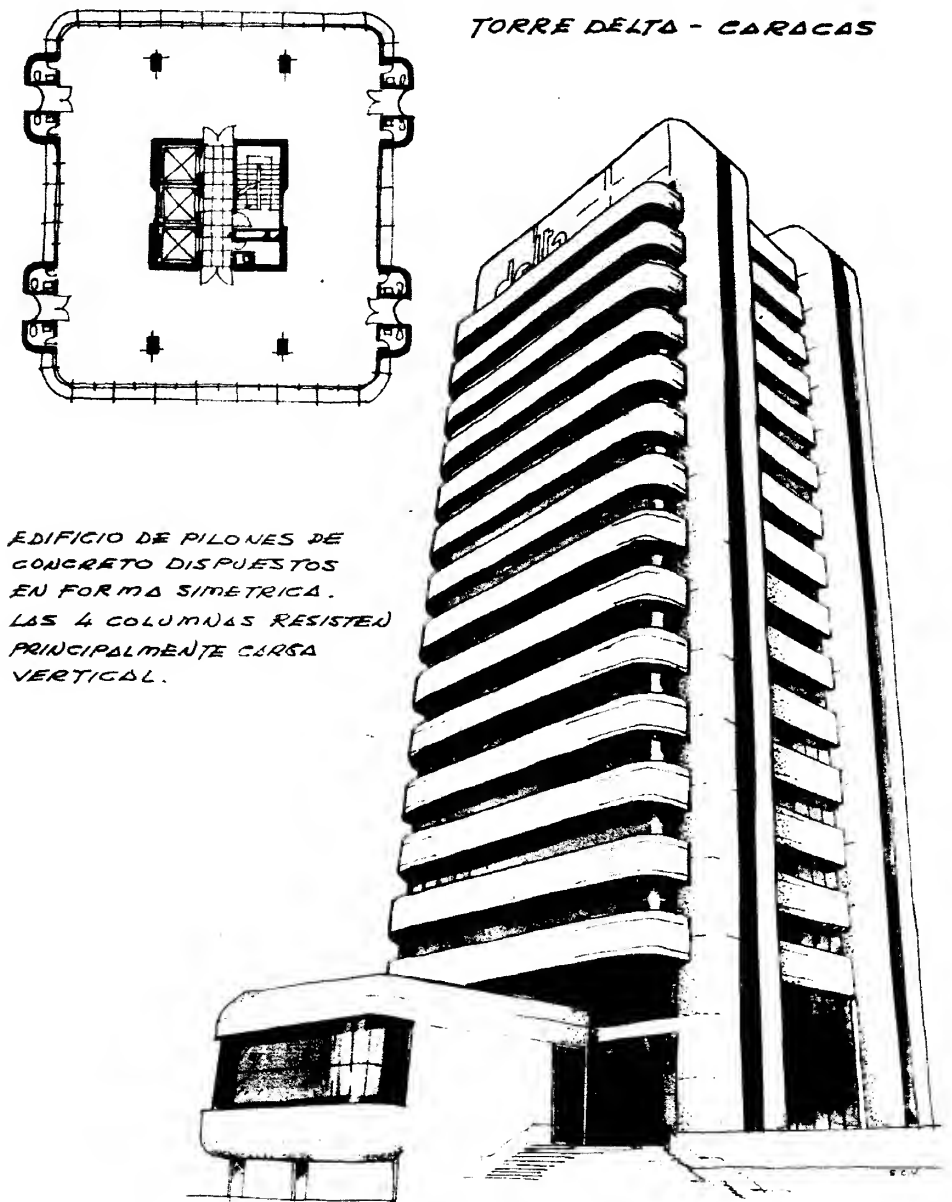 TORRE DELTA - CARACAS
delta
EDIFICIO DE PILONES DE
CONCRETO DISPUESTOS
EN FORMA SIMETRICA.
LAS 4 COLUMNAS RESISTEN
PRINCIPALMENTE CARGA
VERTICAL.
S.C.V.